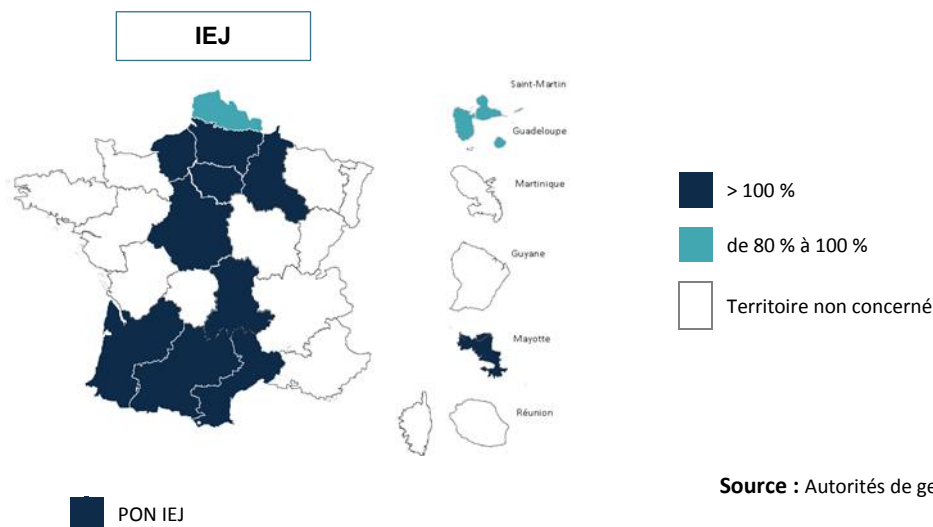 IEJ
Saint-Martin
Guadeloupe
Martinique
Guyane
Mayotte
Réunion
> 100 %
de 80 % à 100 %
Territoire non concerné
Source : Autorités de ge
PON IEJ